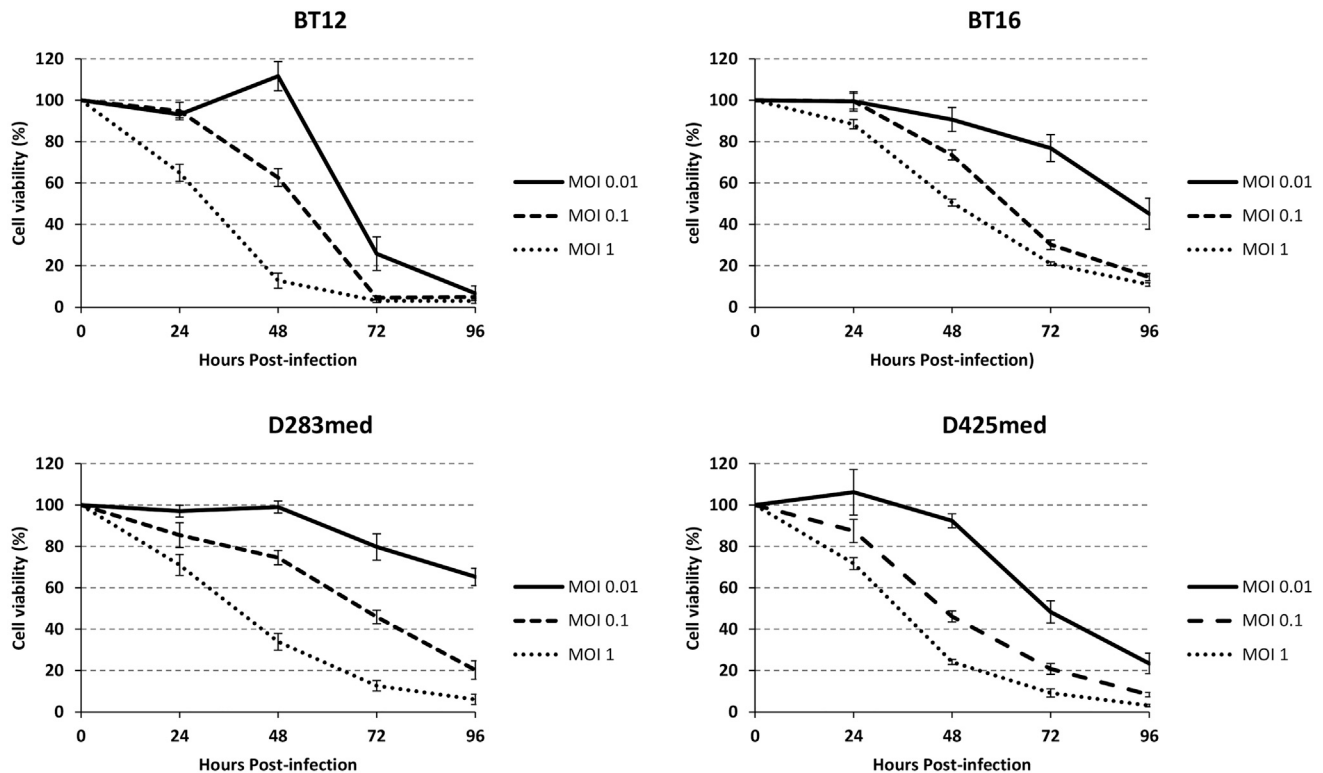 BT12
120
100
80
60
40
20
0
Cell viability (%)
0 24 48 72 96
Hours Post-infection
MOI 0.01
MOI 0.1
MOI 1
BT16
120
100
80
60
40
20
0
cell viability (%)
0 24 48 72 96
Hours Post-infection)
MOI 0.01
MOI 0.1
MOI 1
D283med
120
100
80
60
40
20
0
Cell viability (%)
0 24 48 72 96
Hours Post-infection
MOI 0.01
MOI 0.1
MOI 1
D425med
120
100
80
60
40
20
0
Cell viability (%)
0 24 48 72 96
Hours Post-infection
MOI 0.01
MOI 0.1
MOI 1